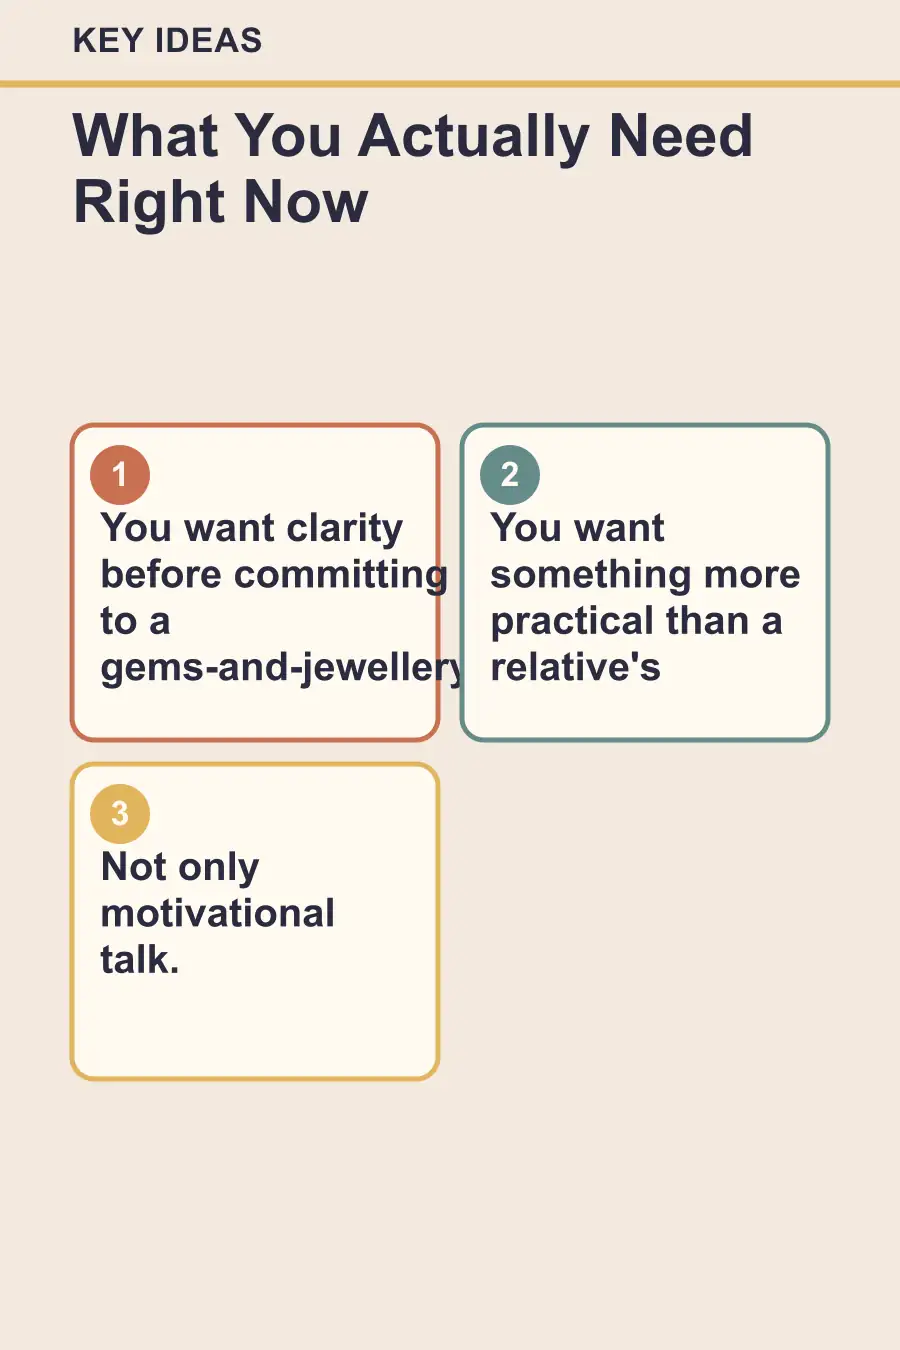 KEY IDEAS
What You Actually Need
Right Now
1
You want clarity
before committing
to a
gems-and-jewellery
2
You want
something more
practical than a
relative's
3
Not only
motivational
talk.